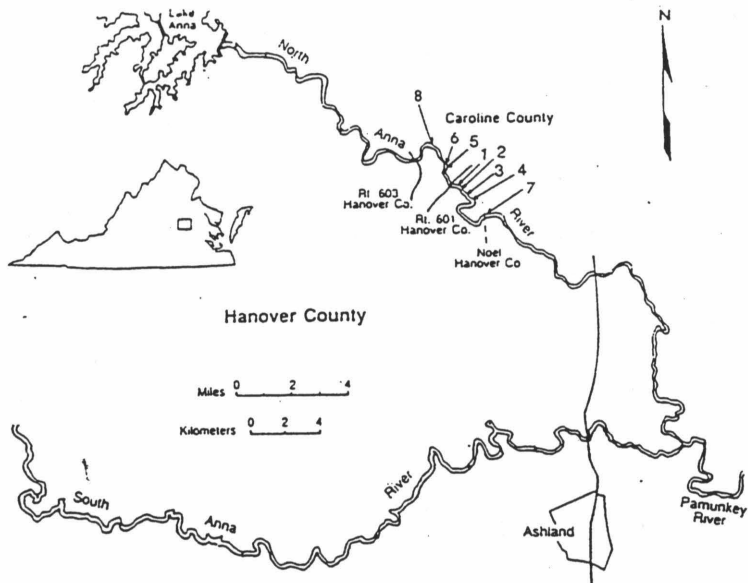 Lake
Anna
North
N
8
Caroline County
6
5
1
2
3
4
7
Anna
Rt. 603
Hanover Co.
Rt. 601
Hanover Co.
River
Noel
Hanover Co
Hanover County
Miles 0 2 4
Kilometers 0 2 4
South
Anna
River
Ashland
Pamunkey
River